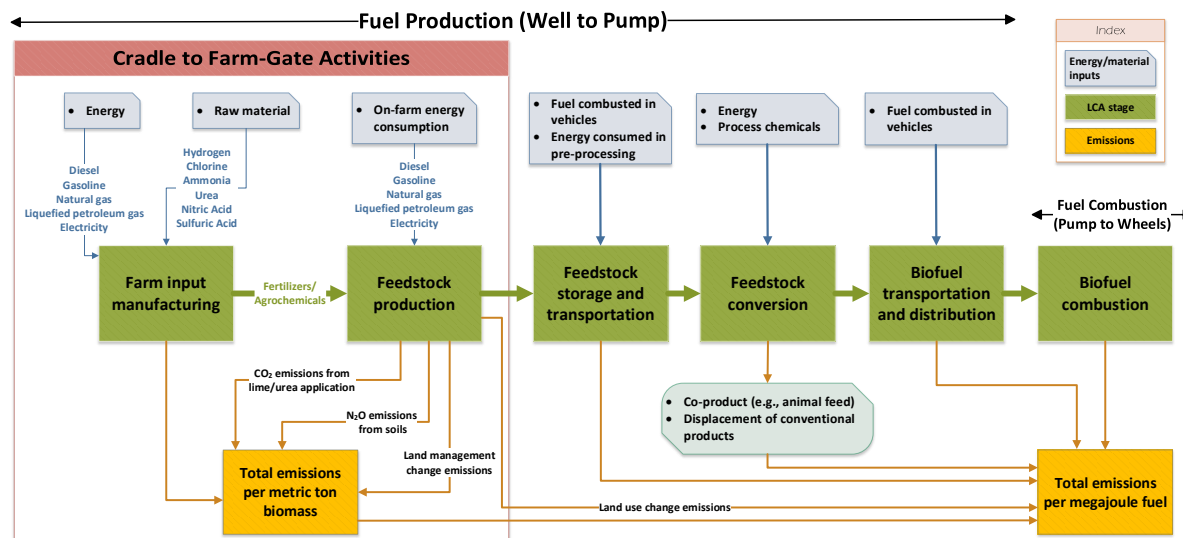 Fuel Production (Well to Pump)
Index
Energy/material
inputs
LCA stage
Emissions
Cradle to Farm-Gate Activities
• Energy
• Raw material
• On-farm energy
consumption
• Fuel combusted in
vehicles
• Energy consumed in
pre-processing
• Energy
• Process chemicals
• Fuel combusted in
vehicles
Diesel
Gasoline
Natural gas
Liquefied petroleum gas
Electricity
Hydrogen
Chlorine
Ammonia
Urea
Nitric Acid
Sulfuric Acid
Diesel
Gasoline
Natural gas
Liquefied petroleum gas
Electricity
Fuel Combustion
(Pump to Wheels)
Farm input
manufacturing
Fertilizers/
Agrochemicals
Feedstock
production
Feedstock
storage and
transportation
Feedstock
conversion
Biofuel
transportation
and distribution
Biofuel
combustion
CO₂ emissions from
lime/urea application
N₂O emissions
from soils
Land management
change emissions
• Co-product (e.g., animal feed)
• Displacement of conventional
products
Total emissions
per metric ton
biomass
Land use change emissions
Total emissions
per megajoule fuel